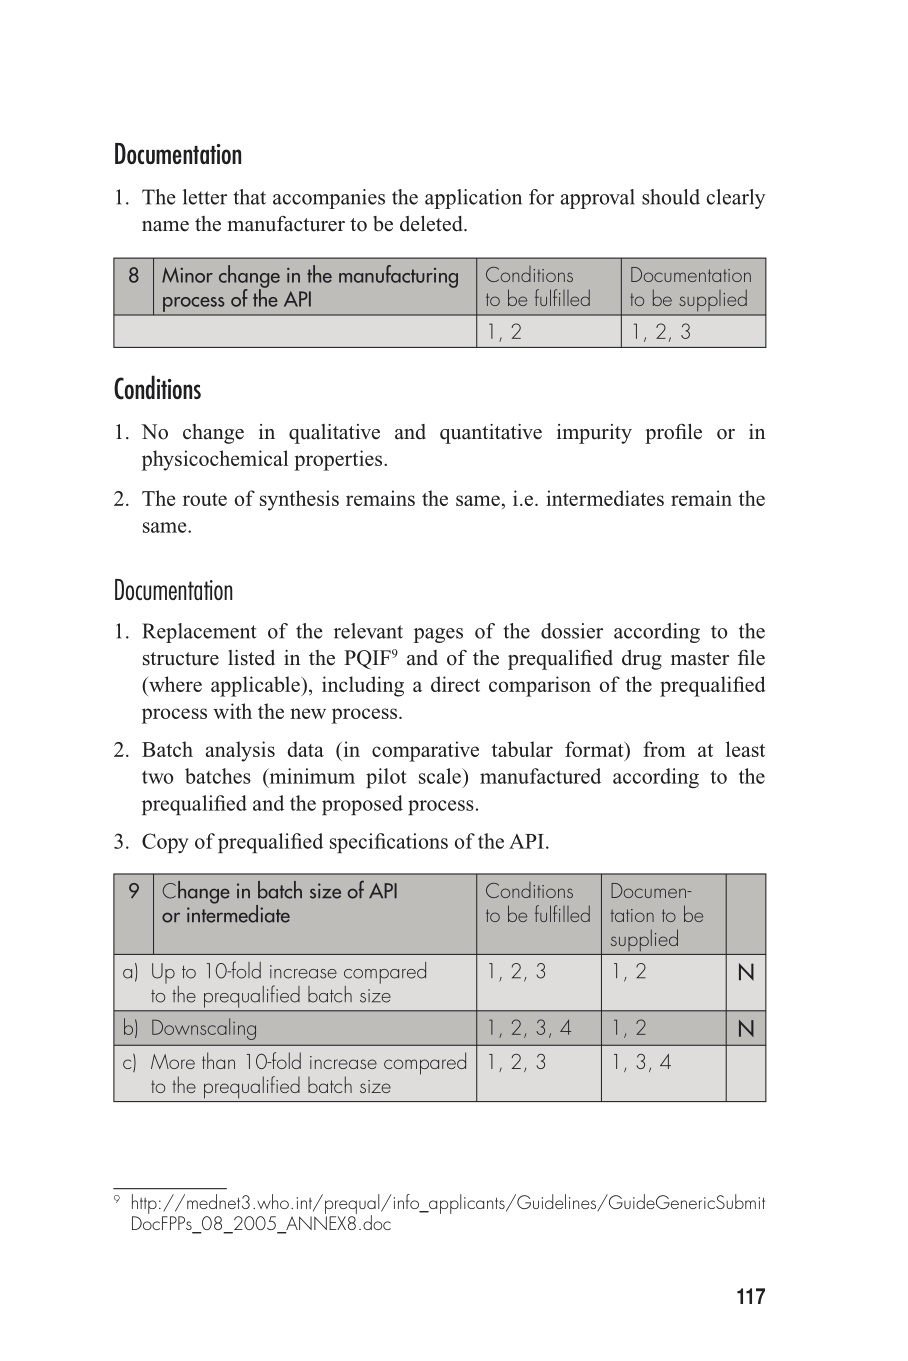 Documentation
1. The letter that accompanies the application for approval should clearly
name the manufacturer to be deleted.
8 Minor change in the manufacturing process of the API Conditions to be fulfilled Documentation to be supplied
1, 2 1, 2, 3
Conditions
1. No change in qualitative and quantitative impurity profile or in
physicochemical properties.
2. The route of synthesis remains the same, i.e. intermediates remain the
same.
Documentation
1. Replacement of the relevant pages of the dossier according to the
structure listed in the PQIF⁹ and of the prequalified drug master file
(where applicable), including a direct comparison of the prequalified
process with the new process.
2. Batch analysis data (in comparative tabular format) from at least
two batches (minimum pilot scale) manufactured according to the
prequalified and the proposed process.
3. Copy of prequalified specifications of the API.
9 Change in batch size of API or intermediate Conditions to be fulfilled Documen-tation to be supplied
a) Up to 10-fold increase compared to the prequalified batch size 1, 2, 3 1, 2 N
b) Downscaling 1, 2, 3, 4 1, 2 N
c) More than 10-fold increase compared to the prequalified batch size 1, 2, 3 1, 3, 4
⁹ http://mednet3.who.int/prequal/info_applicants/Guidelines/GuideGenericSubmit
DocFPPs_08_2005_ANNEX8.doc
117